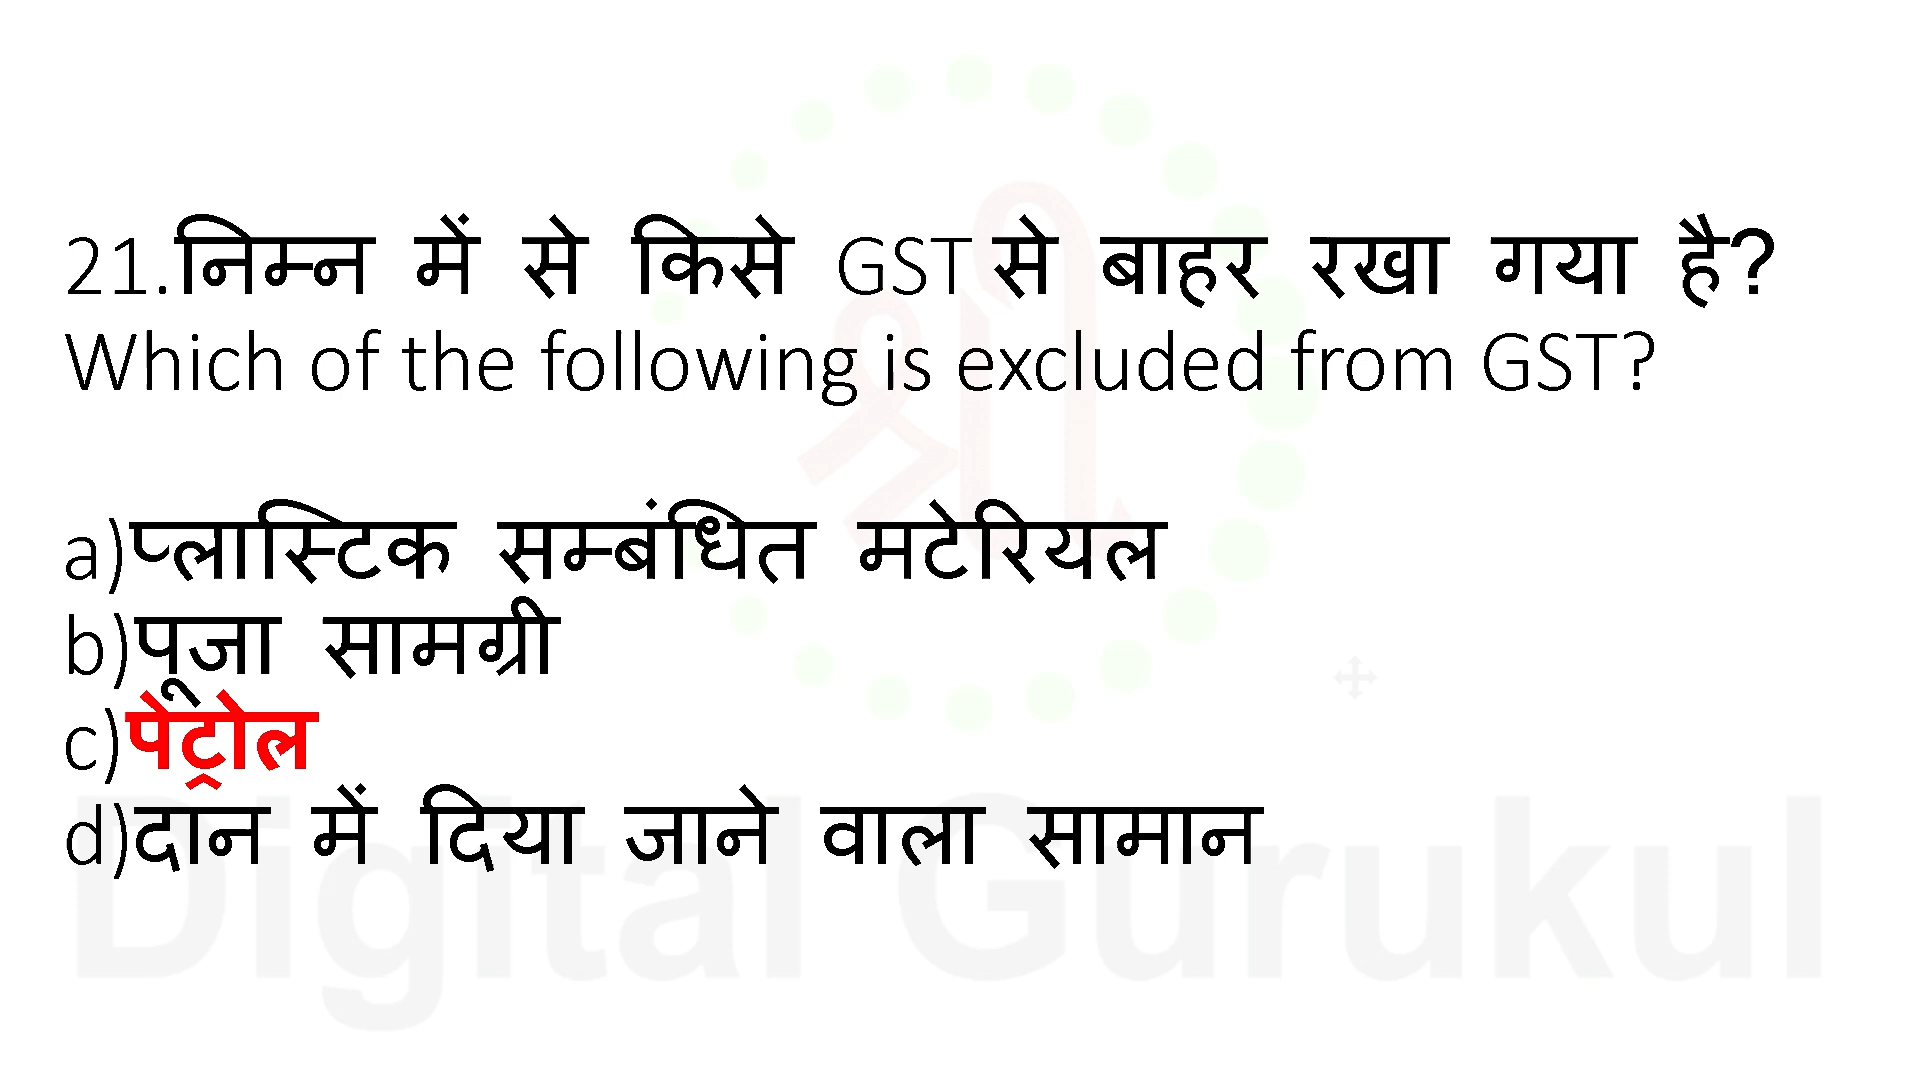 21.निम्न में से किसे GST से बाहर रखा गया है?
Which of the following is excluded from GST?
a)प्लास्टिक सम्बंधित मटेरियल
b)पूजा सामग्री
c)पेट्रोल
d)दान में दिया जाने वाला सामान
श्री
Digital Gurukul